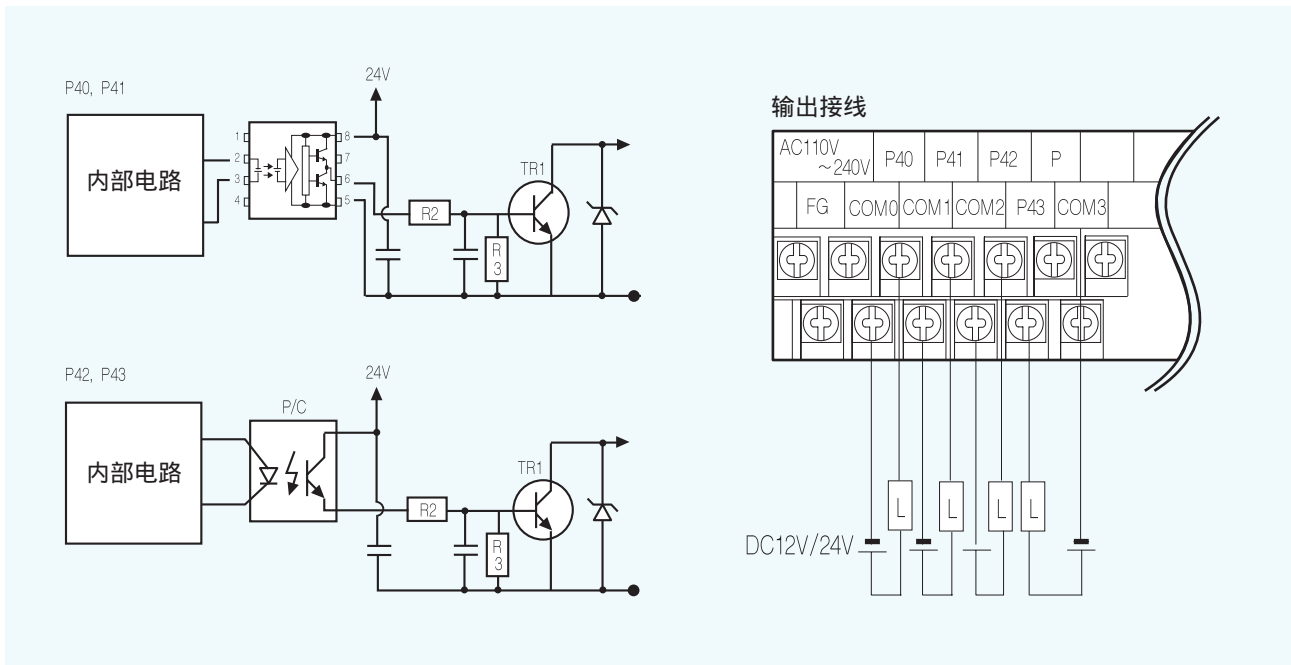 P40, P41
24V
内部电路
1
2
3
4
8
7
6
5
R2
R3
TR1
P42, P43
24V
P/C
内部电路
R2
R3
TR1
输出接线
AC110V
～240V
P40
P41
P42
P
FG
COM0
COM1
COM2
P43
COM3
L
L
L
L
DC12V/24V